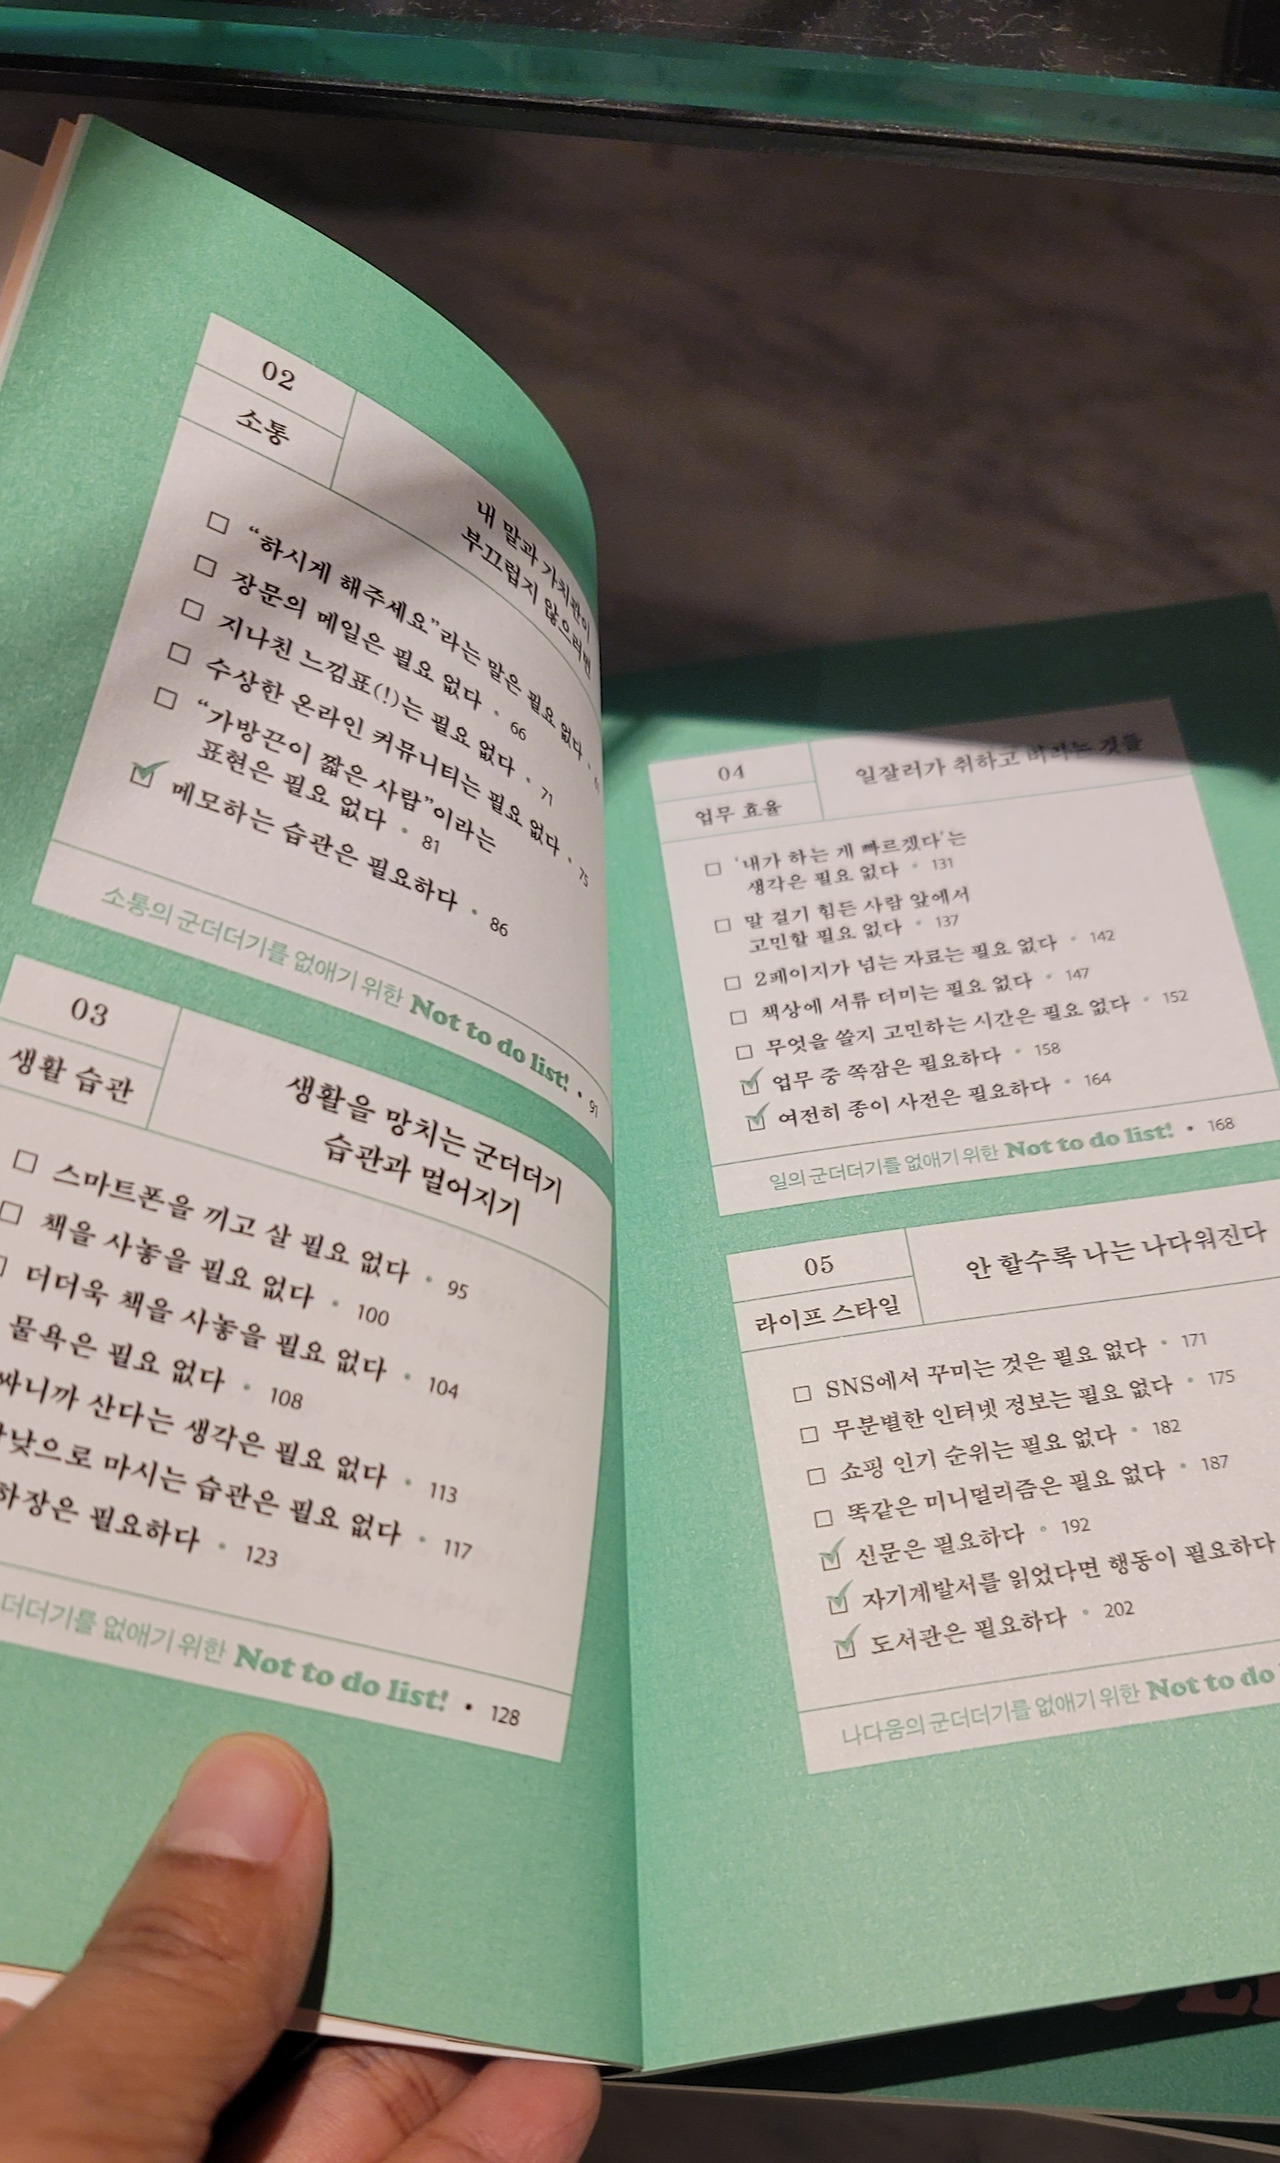 02
소통
내 말과 가치관이
부끄럽지 않으려면
□ “하시게 해주세요”라는 말은 필요 없다 •
□ 장문의 메일은 필요 없다 • 66
□ 지나친 느낌표(!)는 필요 없다 • 71
□ 수상한 온라인 커뮤니티는 필요 없다 • 75
□ “가방끈이 짧은 사람”이라는
표현은 필요 없다 • 81
☑ 메모하는 습관은 필요하다 • 86
소통의 군더더기를 없애기 위한 Not to do list! • 91
03
생활 습관
생활을 망치는 군더더기
습관과 멀어지기
□ 스마트폰을 끼고 살 필요 없다 • 95
□ 책을 사놓을 필요 없다 • 100
□ 더더욱 책을 사놓을 필요 없다 • 104
물욕은 필요 없다 • 108
싸니까 산다는 생각은 필요 없다 • 113
낮으로 마시는 습관은 필요 없다 • 117
하장은 필요하다 • 123
더더기를 없애기 위한 Not to do list! • 128
04
업무 효율
일잘러가 취하고 버리는 것들
□ ‘내가 하는 게 빠르겠다’는
생각은 필요 없다 • 131
□ 말 걸기 힘든 사람 앞에서
고민할 필요 없다 • 137
□ 2페이지가 넘는 자료는 필요 없다 • 142
□ 책상에 서류 더미는 필요 없다 • 147
□ 무엇을 쓸지 고민하는 시간은 필요 없다 • 152
☑ 업무 중 쪽잠은 필요하다 • 158
☑ 여전히 종이 사전은 필요하다 • 164
일의 군더더기를 없애기 위한 Not to do list! • 168
05
라이프 스타일
안 할수록 나는 나다워진다
□ SNS에서 꾸미는 것은 필요 없다 • 171
□ 무분별한 인터넷 정보는 필요 없다 • 175
□ 쇼핑 인기 순위는 필요 없다 • 182
□ 똑같은 미니멀리즘은 필요 없다 • 187
☑ 신문은 필요하다 • 192
☑ 자기계발서를 읽었다면 행동이 필요하다
☑ 도서관은 필요하다 • 202
나다움의 군더더기를 없애기 위한 Not to do